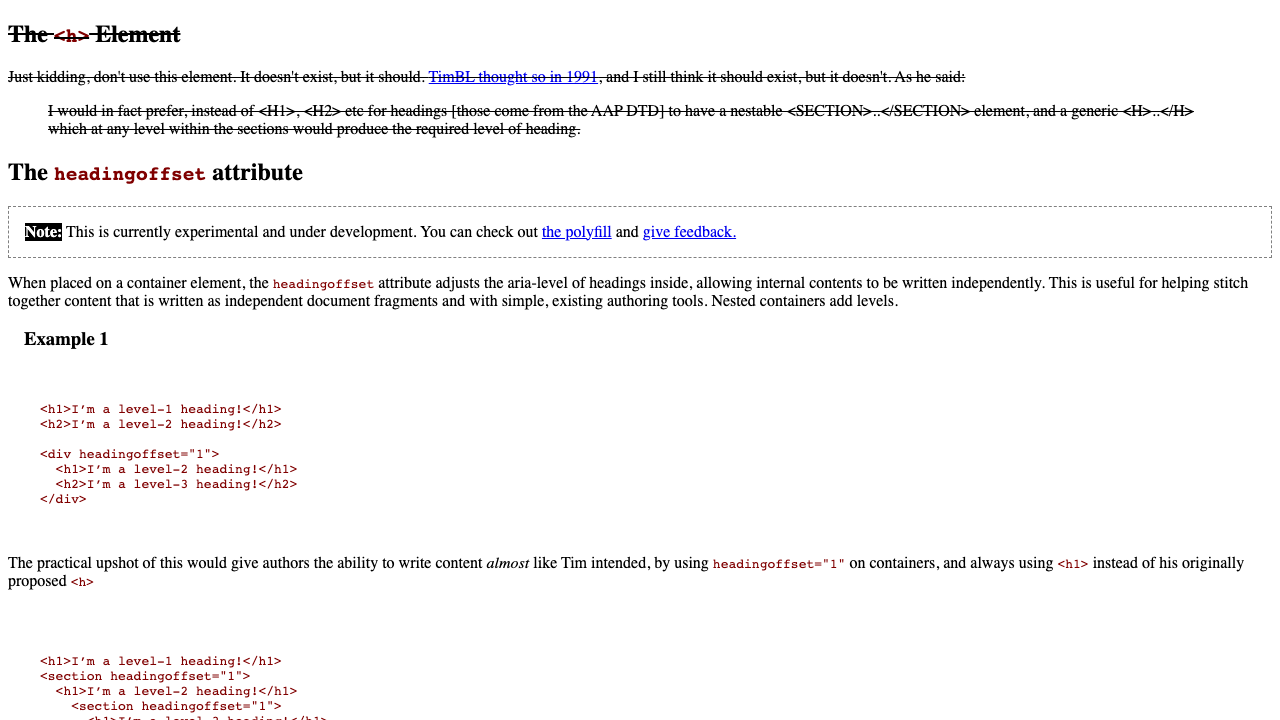 The <h> Element
Just kidding, don't use this element. It doesn't exist, but it should. TimBL thought so in 1991, and I still think it should exist, but it doesn't. As he said:
I would in fact prefer, instead of <H1>, <H2> etc for headings [those come from the AAP DTD] to have a nestable <SECTION>..</SECTION> element, and a generic <H>..</H>
which at any level within the sections would produce the required level of heading.
The headingoffset attribute
Note: This is currently experimental and under development. You can check out the polyfill and give feedback.
When placed on a container element, the headingoffset attribute adjusts the aria-level of headings inside, allowing internal contents to be written independently. This is useful for helping stitch
together content that is written as independent document fragments and with simple, existing authoring tools. Nested containers add levels.
Example 1
<h1>I’m a level-1 heading!</h1>
<h2>I’m a level-2 heading!</h2>
<div headingoffset="1">
<h1>I’m a level-2 heading!</h1>
<h2>I’m a level-3 heading!</h2>
</div>
The practical upshot of this would give authors the ability to write content almost like Tim intended, by using headingoffset="1" on containers, and always using <h1> instead of his originally
proposed <h>
<h1>I’m a level-1 heading!</h1>
<section headingoffset="1">
<h1>I’m a level-2 heading!</h1>
<section headingoffset="1">
<h1>I’m a level-3 heading!</h1>